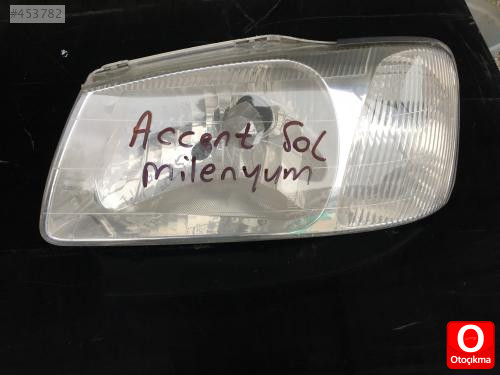 #453782
Accent Sol
milenyum
O
Otoçıkma